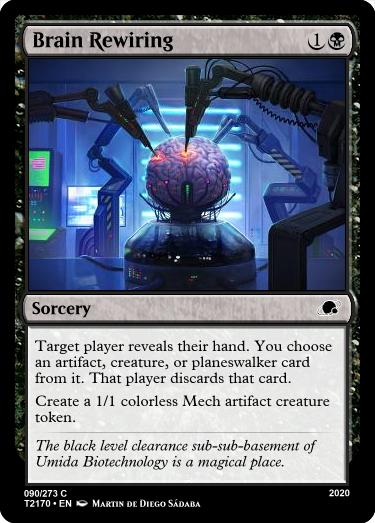 Brain Rewiring 1
Sorcery
Target player reveals their hand. You choose
an artifact, creature, or planeswalker card
from it. That player discards that card.
Create a 1/1 colorless Mech artifact creature
token.
The black level clearance sub-sub-basement of
Umida Biotechnology is a magical place.
090/273 C 2020
T2170 • EN Martin de Diego Sádaba